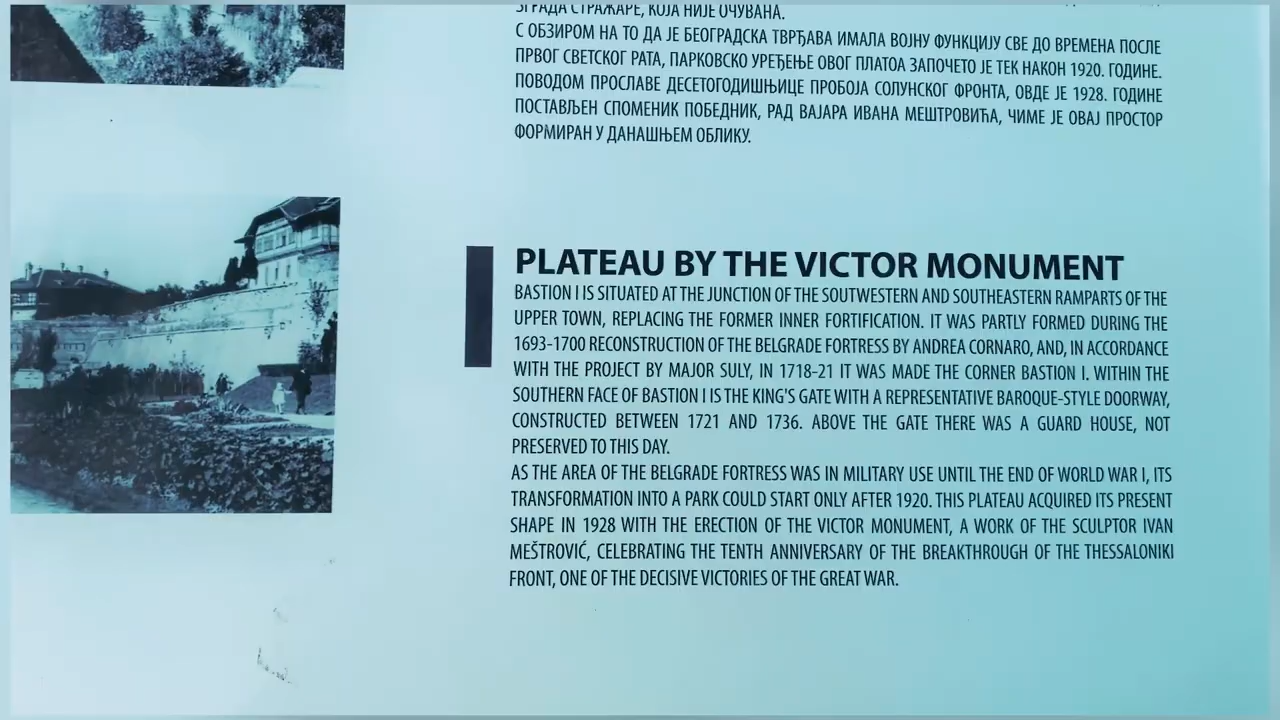 ЗГРАДА СТРАЖАРЕ, КОЈА НИЈЕ ОЧУВАНА.
С ОБЗИРОМ НА ТО ДА ЈЕ БЕОГРАДСКА ТВРЂАВА ИМАЛА ВОЈНУ ФУНКЦИЈУ СВЕ ДО ВРЕМЕНА ПОСЛЕ
ПРВОГ СВЕТСКОГ РАТА, ПАРКОВСКО УРЕЂЕЊЕ ОВОГ ПЛАТОА ЗАПОЧЕТО ЈЕ ТЕК НАКОН 1920. ГОДИНЕ.
ПОВОДОМ ПРОСЛАВЕ ДЕСЕТОГОДИШЊИЦЕ ПРОБОЈА СОЛУНСКОГ ФРОНТА, ОВДЕ ЈЕ 1928. ГОДИНЕ
ПОСТАВЉЕН СПОМЕНИК ПОБЕДНИК, РАД ВАЈАРА ИВАНА МЕШТРОВИЋА, ЧИМЕ ЈЕ ОВАЈ ПРОСТОР
ФОРМИРАН У ДАНАШЊЕМ ОБЛИКУ.
PLATEAU BY THE VICTOR MONUMENT
BASTION I IS SITUATED AT THE JUNCTION OF THE SOUTWESTERN AND SOUTHEASTERN RAMPARTS OF THE
UPPER TOWN, REPLACING THE FORMER INNER FORTIFICATION. IT WAS PARTLY FORMED DURING THE
1693-1700 RECONSTRUCTION OF THE BELGRADE FORTRESS BY ANDREA CORNARO, AND, IN ACCORDANCE
WITH THE PROJECT BY MAJOR SULY, IN 1718-21 IT WAS MADE THE CORNER BASTION I. WITHIN THE
SOUTHERN FACE OF BASTION I IS THE KING'S GATE WITH A REPRESENTATIVE BAROQUE-STYLE DOORWAY,
CONSTRUCTED BETWEEN 1721 AND 1736. ABOVE THE GATE THERE WAS A GUARD HOUSE, NOT
PRESERVED TO THIS DAY.
AS THE AREA OF THE BELGRADE FORTRESS WAS IN MILITARY USE UNTIL THE END OF WORLD WAR I, ITS
TRANSFORMATION INTO A PARK COULD START ONLY AFTER 1920. THIS PLATEAU ACQUIRED ITS PRESENT
SHAPE IN 1928 WITH THE ERECTION OF THE VICTOR MONUMENT, A WORK OF THE SCULPTOR IVAN
MEŠTROVIĆ, CELEBRATING THE TENTH ANNIVERSARY OF THE BREAKTHROUGH OF THE THESSALONIKI
FRONT, ONE OF THE DECISIVE VICTORIES OF THE GREAT WAR.